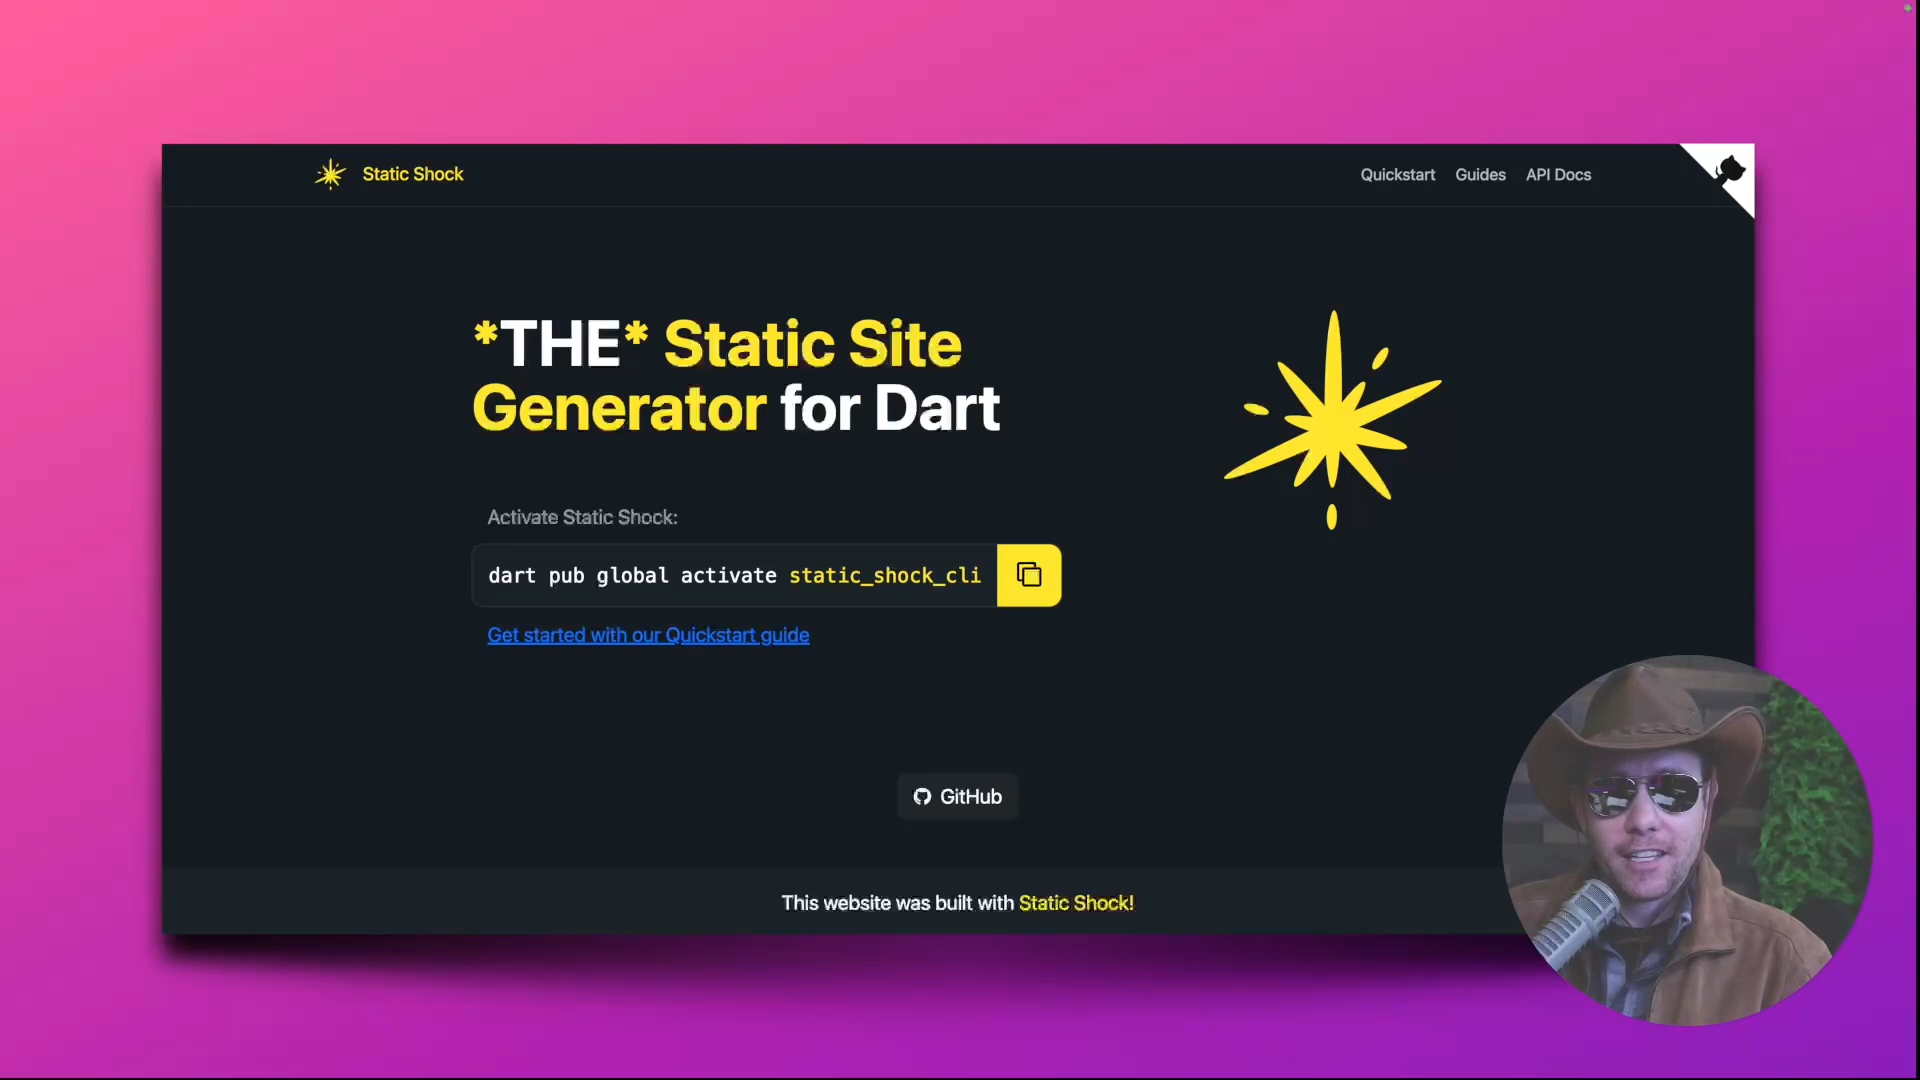 Static Shock
Quickstart
Guides
API Docs
*THE* Static Site
Generator for Dart
Activate Static Shock:
dart pub global activate static_shock_cli
Get started with our Quickstart guide
GitHub
This website was built with Static Shock!